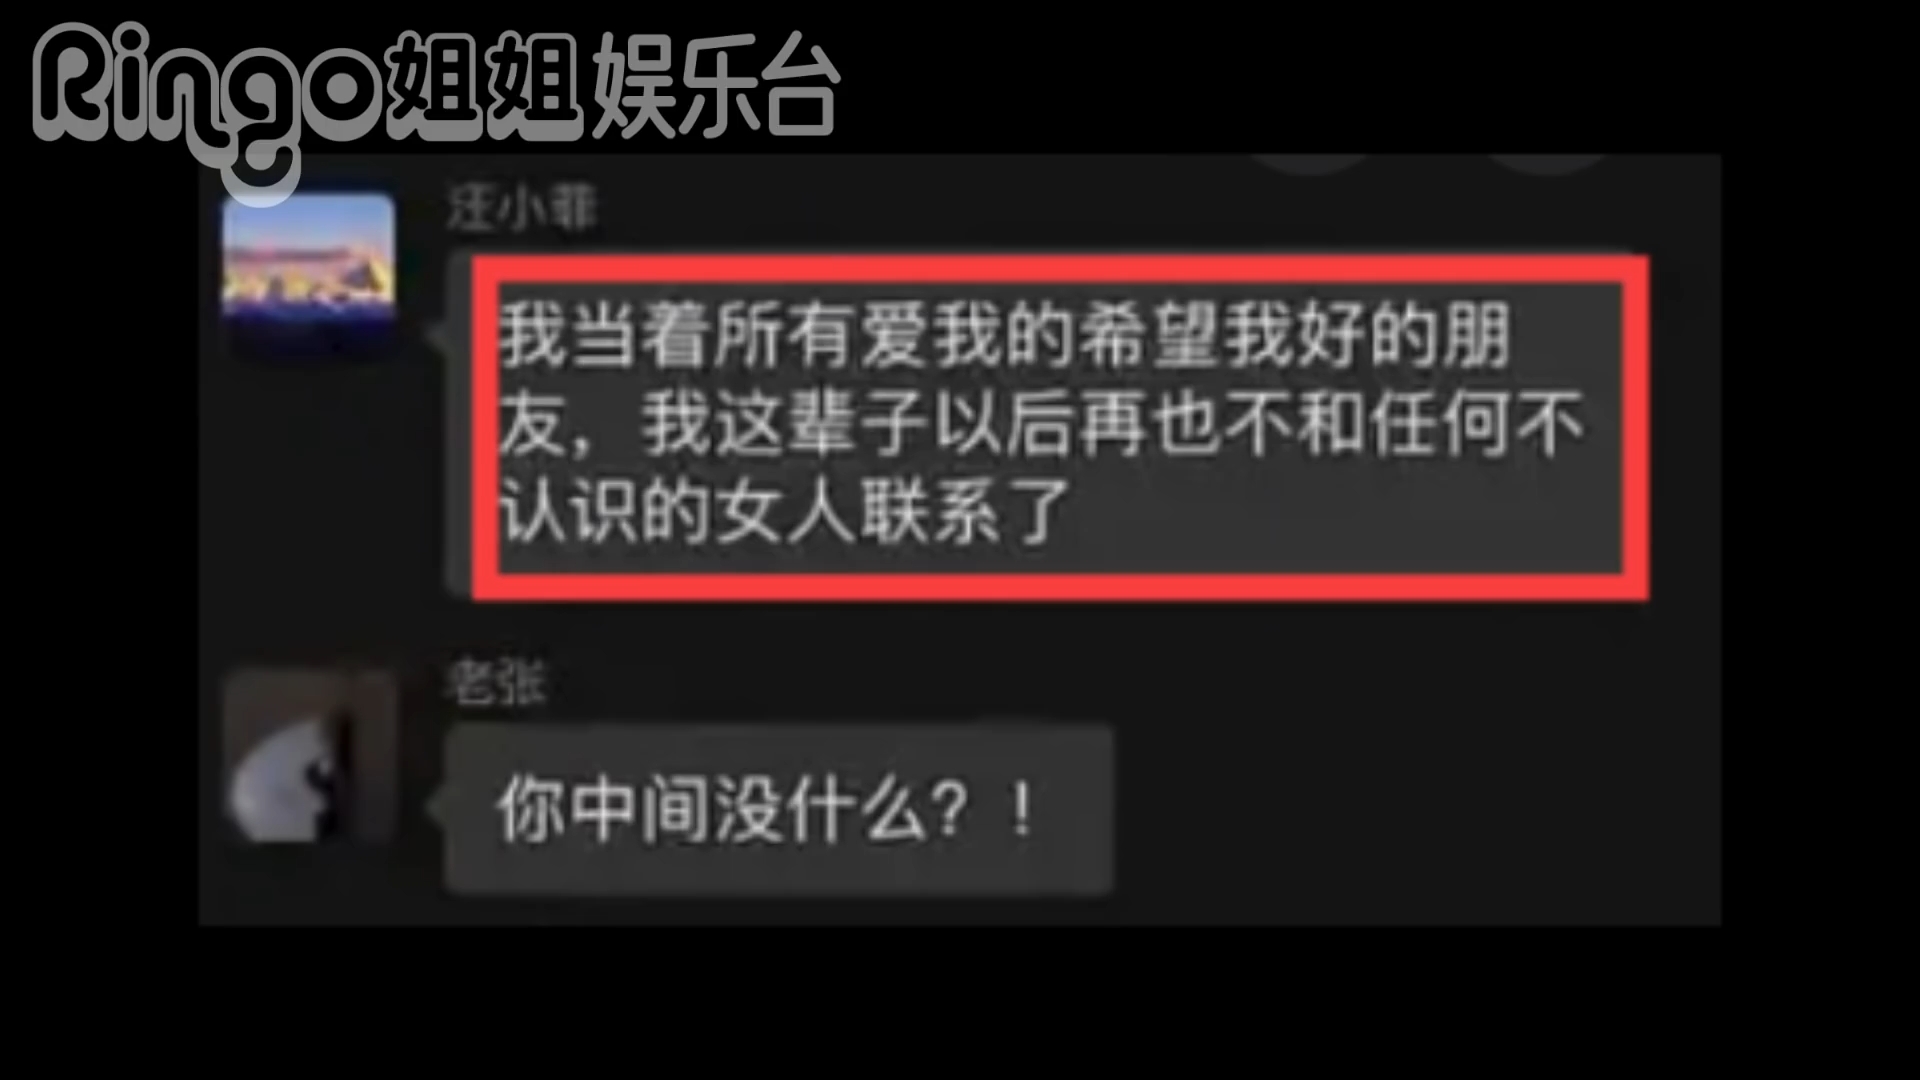 Ringo姐姐娱乐台
汪小菲
我当着所有爱我的希望我好的朋
友，我这辈子以后再也不和任何不
认识的女人联系了
老张
你中间没什么？！